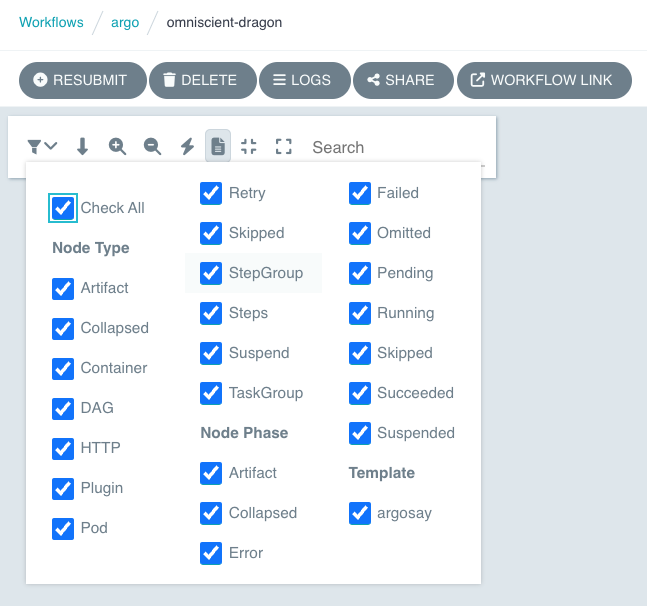 Workflows / argo / omniscient-dragon
RESUBMIT DELETE LOGS SHARE WORKFLOW LINK
Search
Check All
Node Type
Artifact
Collapsed
Container
DAG
HTTP
Plugin
Pod
Retry
Skipped
StepGroup
Steps
Suspend
TaskGroup
Node Phase
Artifact
Collapsed
Error
Failed
Omitted
Pending
Running
Skipped
Succeeded
Suspended
Template
argosay